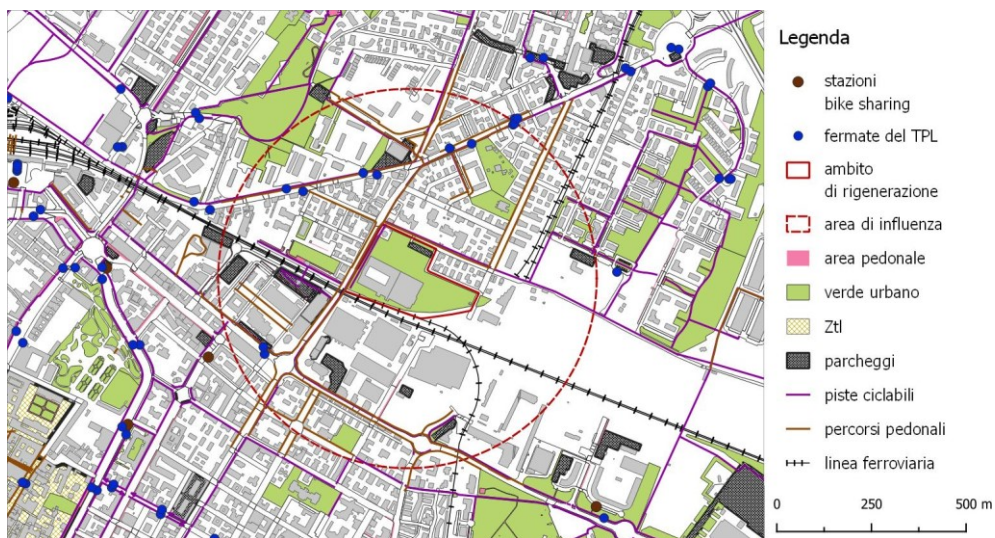 Legenda
stazioni
bike sharing
fermate del TPL
ambito
di rigenerazione
area di influenza
area pedonale
verde urbano
Ztl
parcheggi
piste ciclabili
percorsi pedonali
linea ferroviaria
0 250 500 m